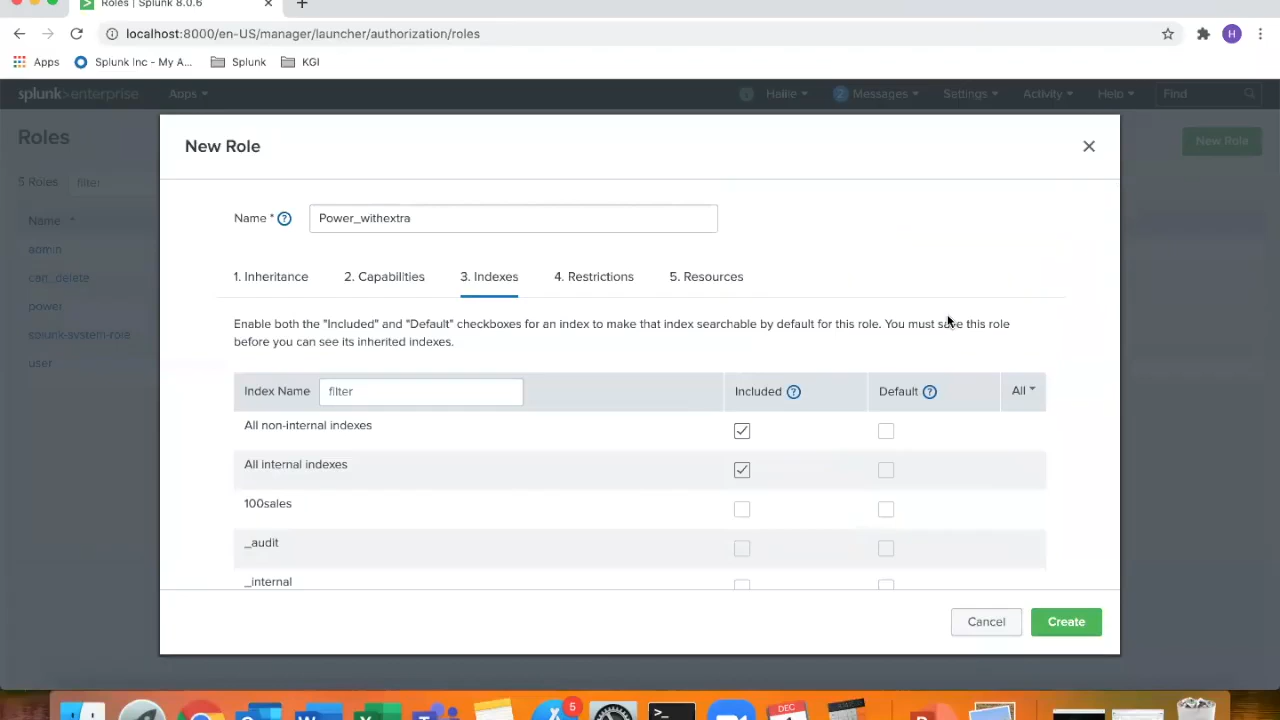 Roles | Splunk 8.0.6
localhost:8000/en-US/manager/launcher/authorization/roles
H
Apps Splunk Inc - My A... Splunk KGI
splunk>enterprise Apps i Hallie 2 Messages Settings Activity Help Find
Roles
New Role
5 Roles filter
Name
admin
can_delete
power
splunk-system-role
user
New Role
Name * ? Power_withextra
1. Inheritance 2. Capabilities 3. Indexes 4. Restrictions 5. Resources
Enable both the "Included" and "Default" checkboxes for an index to make that index searchable by default for this role. You must save this role
before you can see its inherited indexes.
Index Name filter Included ? Default ? All
All non-internal indexes
All internal indexes
100sales
_audit
_internal
Cancel Create
5
DEC